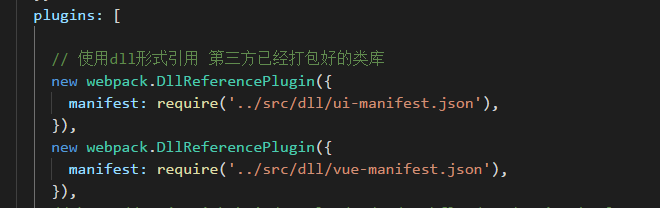 plugins: [
// 使用dll形式引用 第三方已经打包好的类库
new webpack.DllReferencePlugin({
manifest: require('../src/dll/ui-manifest.json'),
}),
new webpack.DllReferencePlugin({
manifest: require('../src/dll/vue-manifest.json'),
}),